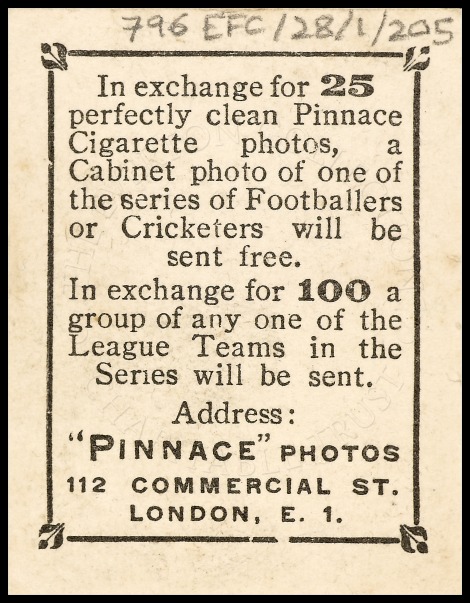 796 EFC/28/1/205
In exchange for 25
perfectly clean Pinnace
Cigarette photos, a
Cabinet photo of one of
the series of Footballers
or Cricketers will be
sent free.
In exchange for 100 a
group of any one of the
League Teams in the
Series will be sent.
Address:
"PINNACE" PHOTOS
112 COMMERCIAL ST.
LONDON, E. 1.